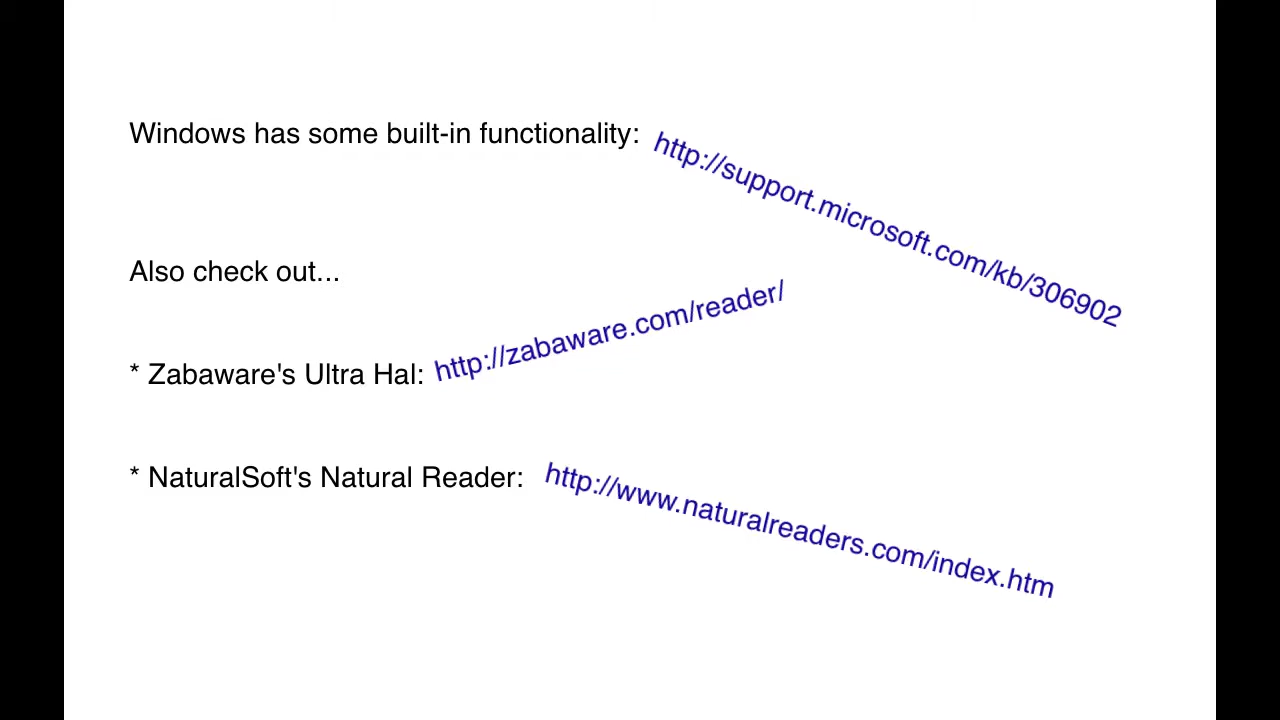 Windows has some built-in functionality: http://support.microsoft.com/kb/306902
Also check out...
* Zabaware's Ultra Hal: http://zabaware.com/reader/
* NaturalSoft's Natural Reader: http://www.naturalreaders.com/index.htm